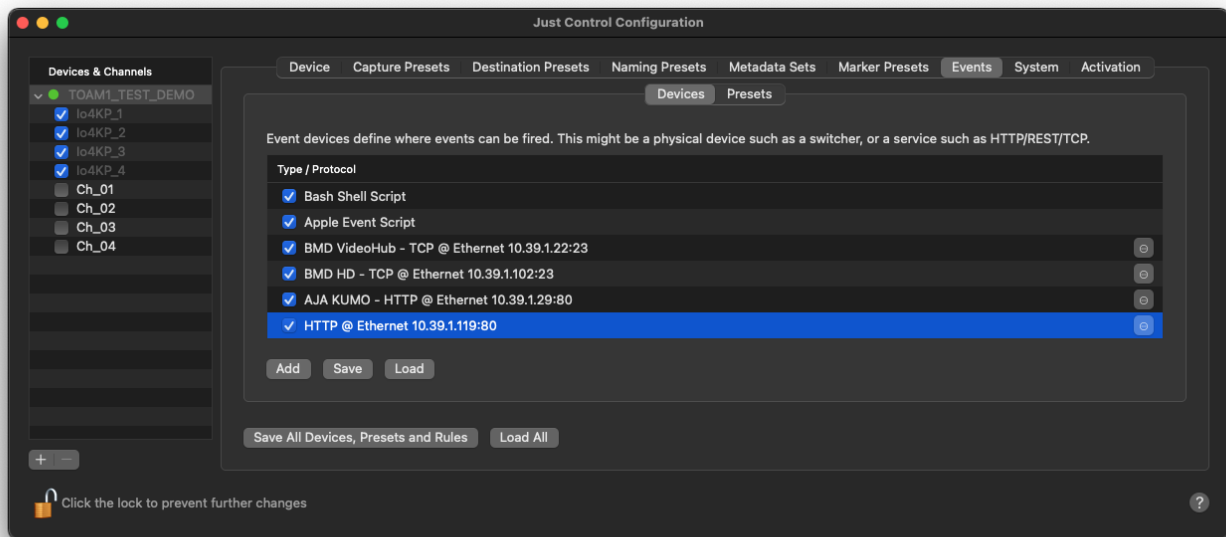 Just Control Configuration
Devices & Channels
TOAM1_TEST_DEMO
Io4KP_1
Io4KP_2
Io4KP_3
Io4KP_4
Ch_01
Ch_02
Ch_03
Ch_04
Device Capture Presets Destination Presets Naming Presets Metadata Sets Marker Presets Events System Activation
Devices Presets
Event devices define where events can be fired. This might be a physical device such as a switcher, or a service such as HTTP/REST/TCP.
Type / Protocol
Bash Shell Script
Apple Event Script
BMD VideoHub - TCP @ Ethernet 10.39.1.22:23
BMD HD - TCP @ Ethernet 10.39.1.102:23
AJA KUMO - HTTP @ Ethernet 10.39.1.29:80
HTTP @ Ethernet 10.39.1.119:80
Add Save Load
Save All Devices, Presets and Rules Load All
+ −
Click the lock to prevent further changes
?